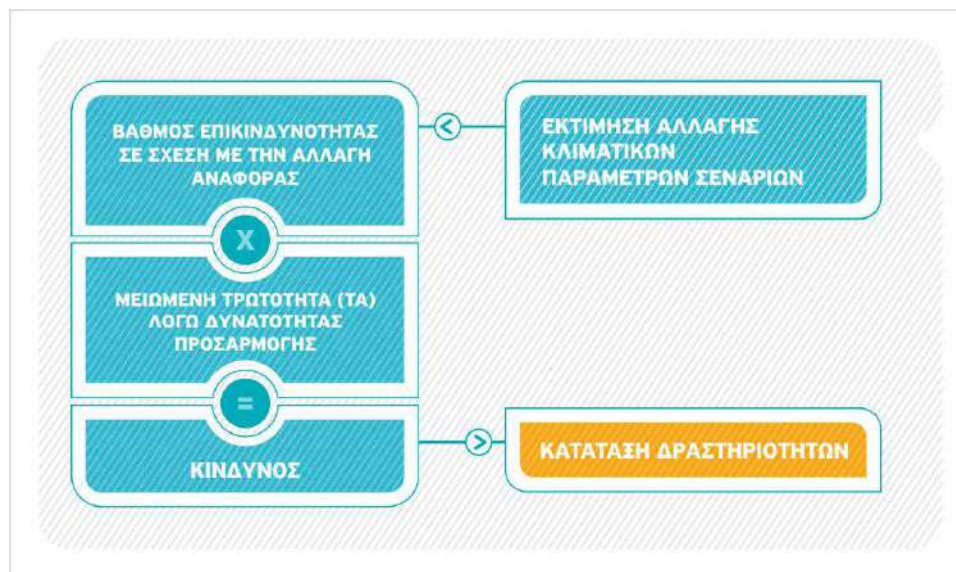 ΒΑΘΜΟΣ ΕΠΙΚΙΝΔΥΝΟΤΗΤΑΣ
ΣΕ ΣΧΕΣΗ ΜΕ ΤΗΝ ΑΛΛΑΓΗ
ΑΝΑΦΟΡΑΣ
<
ΕΚΤΙΜΗΣΗ ΑΛΛΑΓΗΣ
ΚΛΙΜΑΤΙΚΩΝ
ΠΑΡΑΜΕΤΡΩΝ ΣΕΝΑΡΙΩΝ
X
ΜΕΙΩΜΕΝΗ ΤΡΩΤΟΤΗΤΑ (ΤΑ)
ΛΟΓΩ ΔΥΝΑΤΟΤΗΤΑΣ
ΠΡΟΣΑΡΜΟΓΗΣ
=
ΚΙΝΔΥΝΟΣ
>
ΚΑΤΑΤΑΞΗ ΔΡΑΣΤΗΡΙΟΤΗΤΩΝ